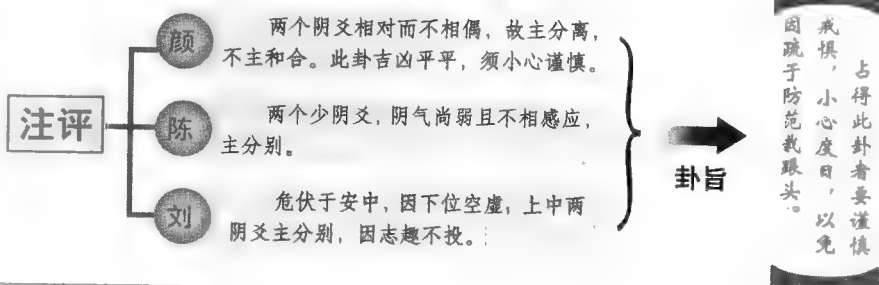 注评
颜
两个阴爻相对而不相偶，故主分离，
不主和合。此卦吉凶平平，须小心谨慎。
陈
两个少阴爻，阴气尚弱且不相感应，
主分别。
刘
危伏于安中，因下位空虚，上中两
阴爻主分别，因志趣不投。
卦旨
占得此卦者要谨慎
戒惧，小心度日，以免
因疏于防范栽跟头。